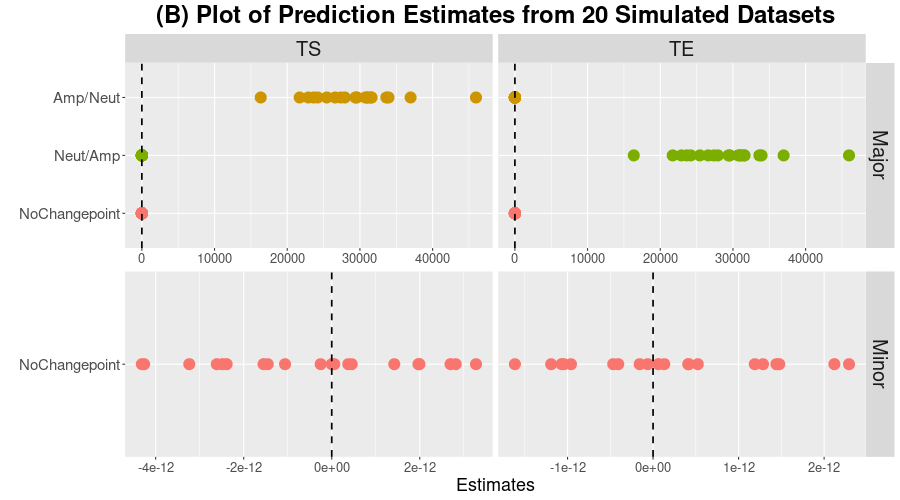 (B) Plot of Prediction Estimates from 20 Simulated Datasets
TS
TE
Amp/Neut
Neut/Amp
NoChangepoint
Major
0 10000 20000 30000 40000
0 10000 20000 30000 40000
NoChangepoint
Minor
-4e-12 -2e-12 0e+00 2e-12
-1e-12 0e+00 1e-12 2e-12
Estimates